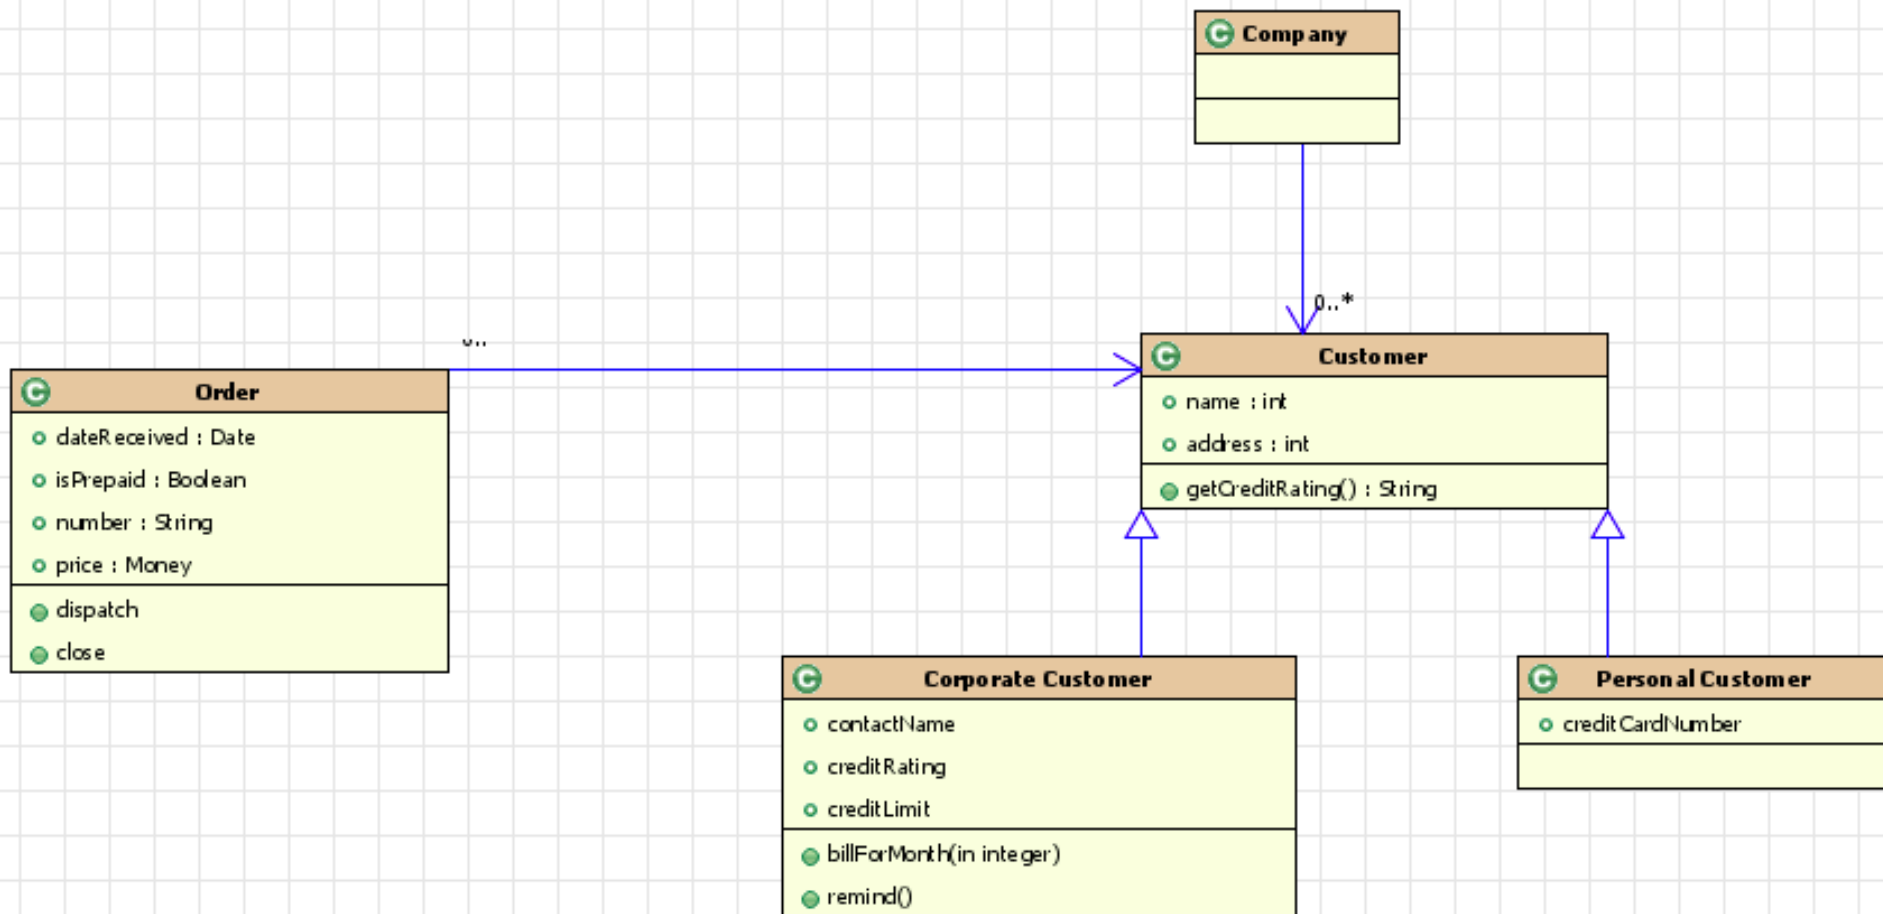 Company
0..*
Customer
name : int
address : int
getCreditRating() : String
Order
dateReceived : Date
isPrepaid : Boolean
number : String
price : Money
dispatch
close
Corporate Customer
contactName
creditRating
creditLimit
billForMonth(in integer)
remind()
Personal Customer
creditCardNumber